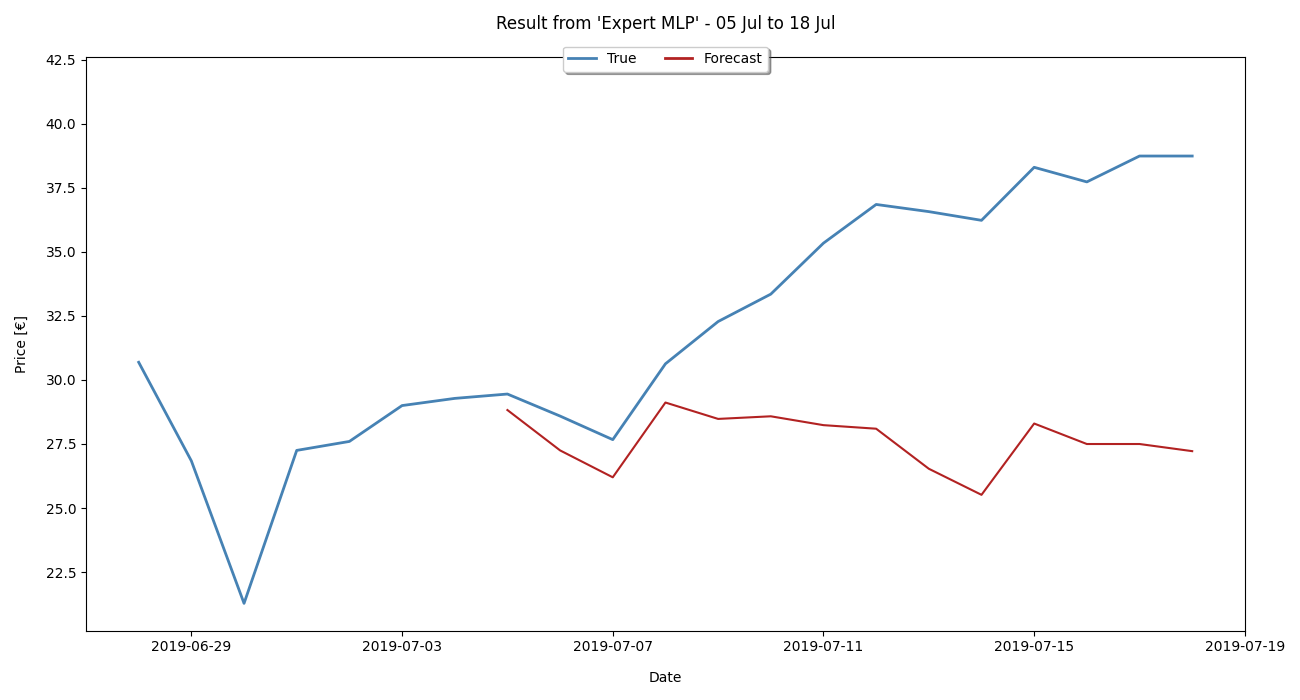 Result from 'Expert MLP' - 05 Jul to 18 Jul
True Forecast
Price [€]
42.5
40.0
37.5
35.0
32.5
30.0
27.5
25.0
22.5
2019-06-29 2019-07-03 2019-07-07 2019-07-11 2019-07-15 2019-07-19
Date